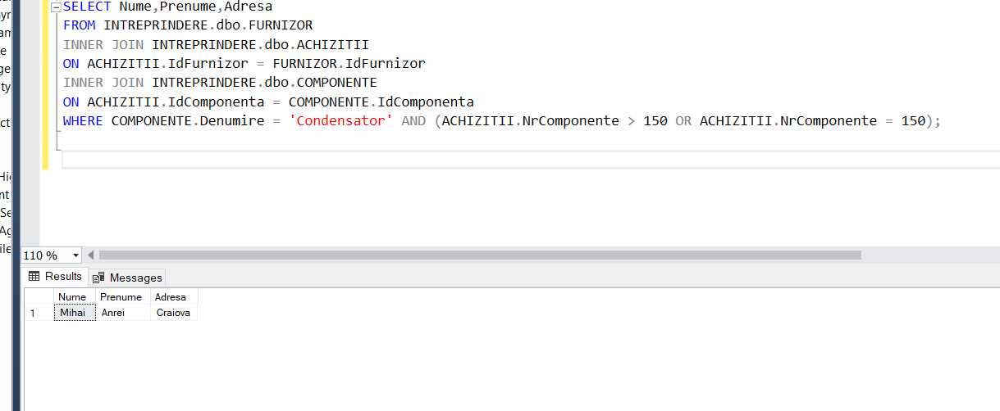 SELECT Nume,Prenume,Adresa
FROM INTREPRINDERE.dbo.FURNIZOR
INNER JOIN INTREPRINDERE.dbo.ACHIZITII
ON ACHIZITII.IdFurnizor = FURNIZOR.IdFurnizor
INNER JOIN INTREPRINDERE.dbo.COMPONENTE
ON ACHIZITII.IdComponenta = COMPONENTE.IdComponenta
WHERE COMPONENTE.Denumire = 'Condensator' AND (ACHIZITII.NrComponente > 150 OR ACHIZITII.NrComponente = 150);
110 %
Results Messages
Nume Prenume Adresa
1 Mihai Anrei Craiova